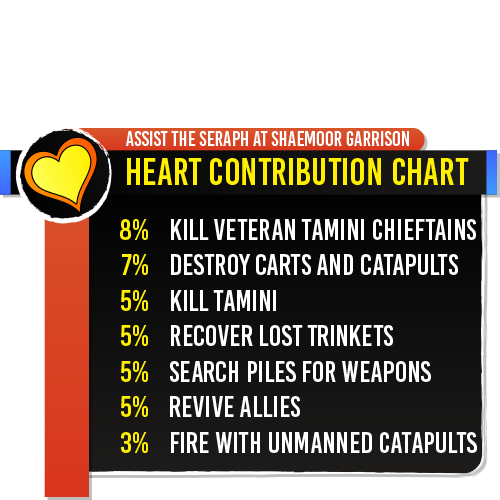 ASSIST THE SERAPH AT SHAEMOOR GARRISON
HEART CONTRIBUTION CHART
8% KILL VETERAN TAMINI CHIEFTAINS
7% DESTROY CARTS AND CATAPULTS
5% KILL TAMINI
5% RECOVER LOST TRINKETS
5% SEARCH PILES FOR WEAPONS
5% REVIVE ALLIES
3% FIRE WITH UNMANNED CATAPULTS